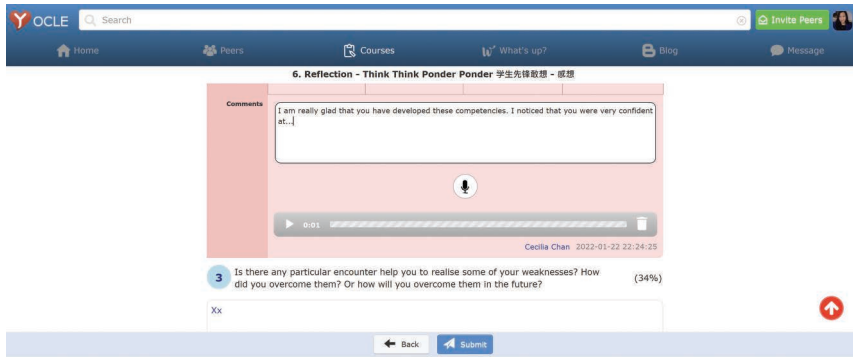 YOCLE
Search
Invite Peers
Home
Peers
Courses
What's up?
Blog
Message
6. Reflection - Think Think Ponder Ponder 学生先锋敢想 - 感想
Comments
I am really glad that you have developed these competencies. I noticed that you were very confident
at...
0:01
Cecilia Chan 2022-01-22 22:24:25
3
Is there any particular encounter help you to realise some of your weaknesses? How
did you overcome them? Or how will you overcome them in the future?
(34%)
Xx
Back
Submit